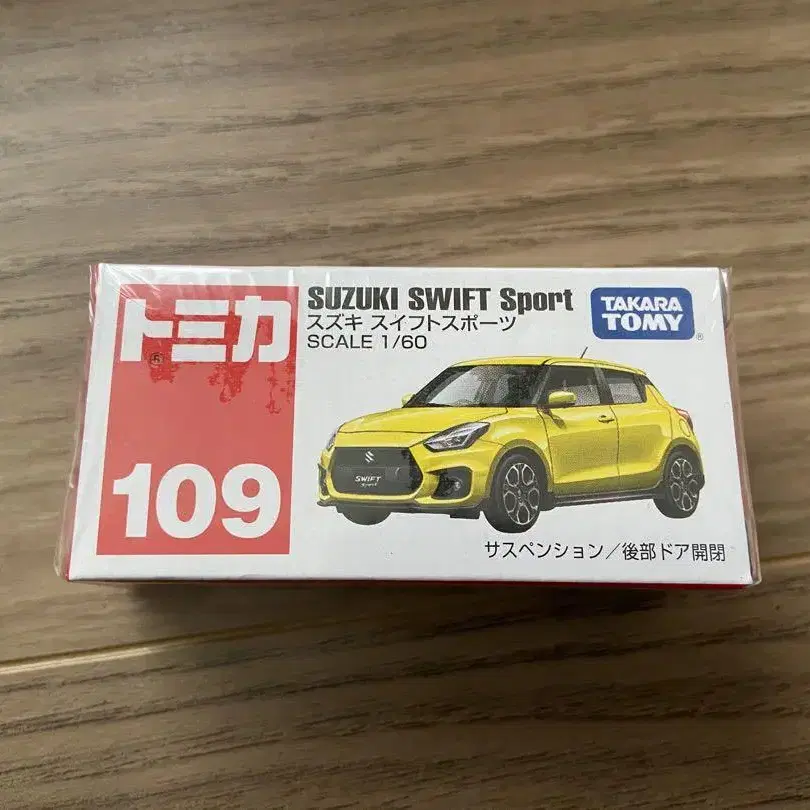 トミカ
109
SUZUKI SWIFT Sport
スズキ スイフトスポーツ
SCALE 1/60
TAKARA
TOMY
®
SWIFT
Sport
サスペンション/後部ドア開閉